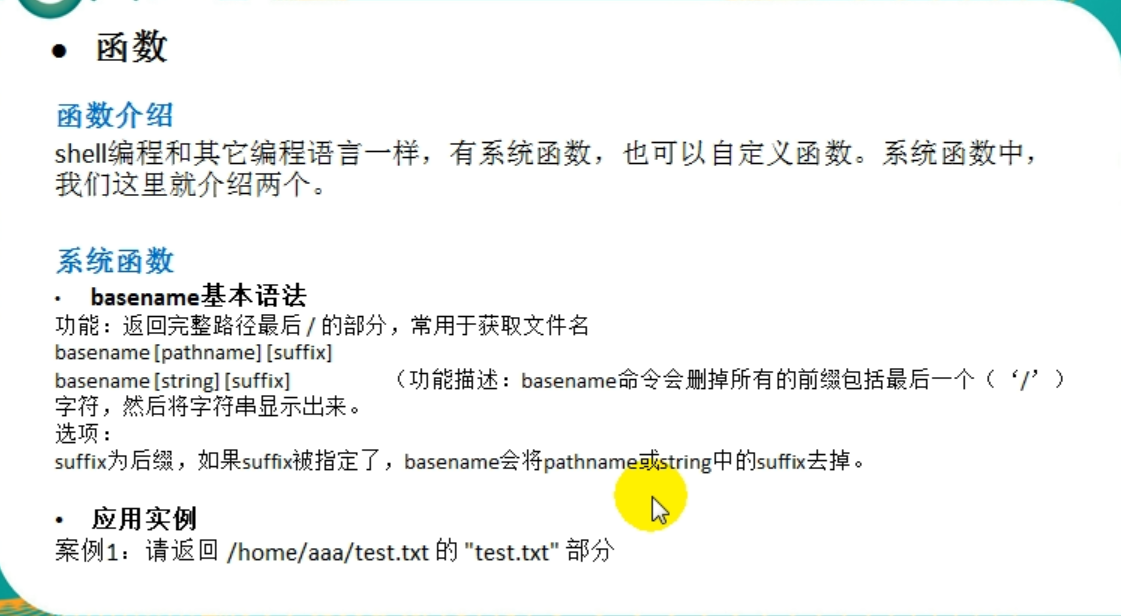 • 函数
函数介绍
shell编程和其它编程语言一样，有系统函数，也可以自定义函数。系统函数中，
我们这里就介绍两个。
系统函数
• basename基本语法
功能：返回完整路径最后 / 的部分，常用于获取文件名
basename [pathname] [suffix]
basename [string] [suffix] （功能描述：basename命令会删掉所有的前缀包括最后一个（‘/’）
字符，然后将字符串显示出来。
选项：
suffix为后缀，如果suffix被指定了，basename会将pathname或string中的suffix去掉。
• 应用实例
案例1：请返回 /home/aaa/test.txt 的 "test.txt" 部分